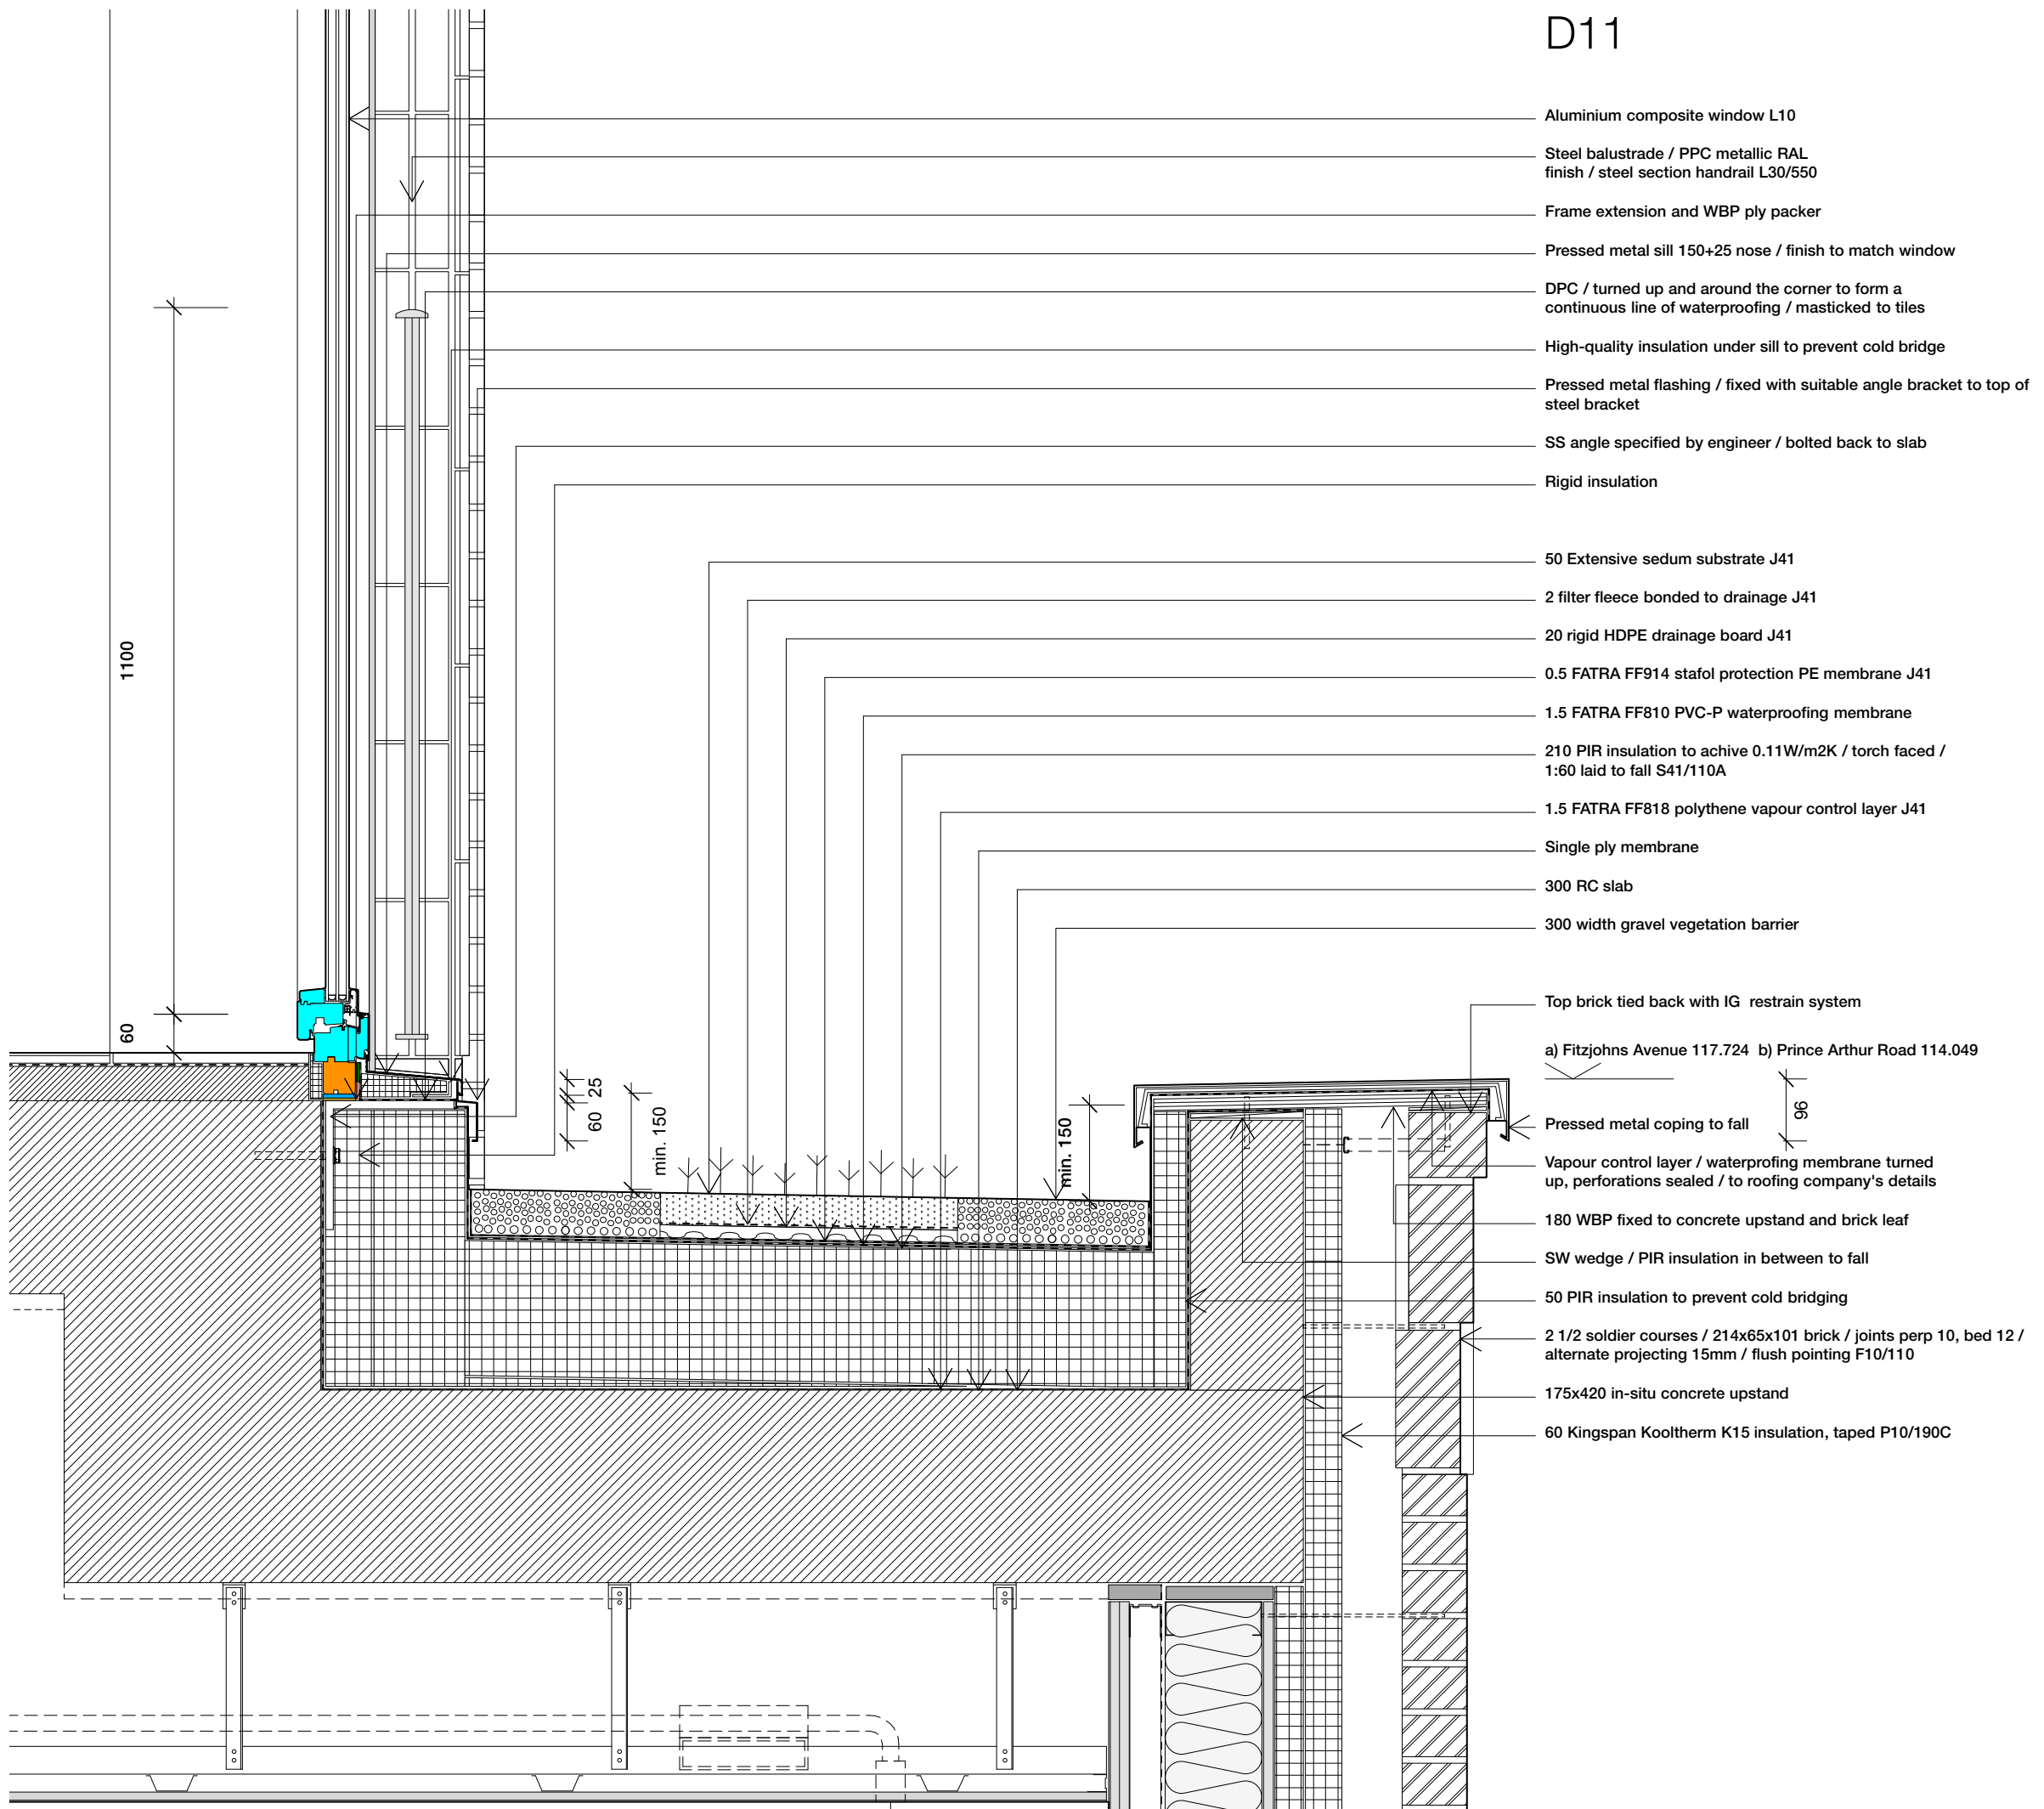 D11
Aluminium composite window L10
Steel balustrade / PPC metallic RAL
finish / steel section handrail L30/550
Frame extension and WBP ply packer
Pressed metal sill 150+25 nose / finish to match window
DPC / turned up and around the corner to form a
continuous line of waterproofing / masticked to tiles
High-quality insulation under sill to prevent cold bridge
Pressed metal flashing / fixed with suitable angle bracket to top of
steel bracket
SS angle specified by engineer / bolted back to slab
Rigid insulation
50 Extensive sedum substrate J41
2 filter fleece bonded to drainage J41
20 rigid HDPE drainage board J41
0.5 FATRA FF914 stafol protection PE membrane J41
1.5 FATRA FF810 PVC-P waterproofing membrane
210 PIR insulation to achive 0.11W/m2K / torch faced /
1:60 laid to fall S41/110A
1.5 FATRA FF818 polythene vapour control layer J41
Single ply membrane
300 RC slab
300 width gravel vegetation barrier
Top brick tied back with IG  restrain system
a) Fitzjohns Avenue 117.724  b) Prince Arthur Road 114.049
Pressed metal coping to fall
Vapour control layer / waterprofing membrane turned
up, perforations sealed / to roofing company's details
180 WBP fixed to concrete upstand and brick leaf
SW wedge / PIR insulation in between to fall
50 PIR insulation to prevent cold bridging
2 1/2 soldier courses / 214x65x101 brick / joints perp 10, bed 12 /
alternate projecting 15mm / flush pointing F10/110
175x420 in-situ concrete upstand
60 Kingspan Kooltherm K15 insulation, taped P10/190C
1100
60
25
60
min. 150
min. 150
96